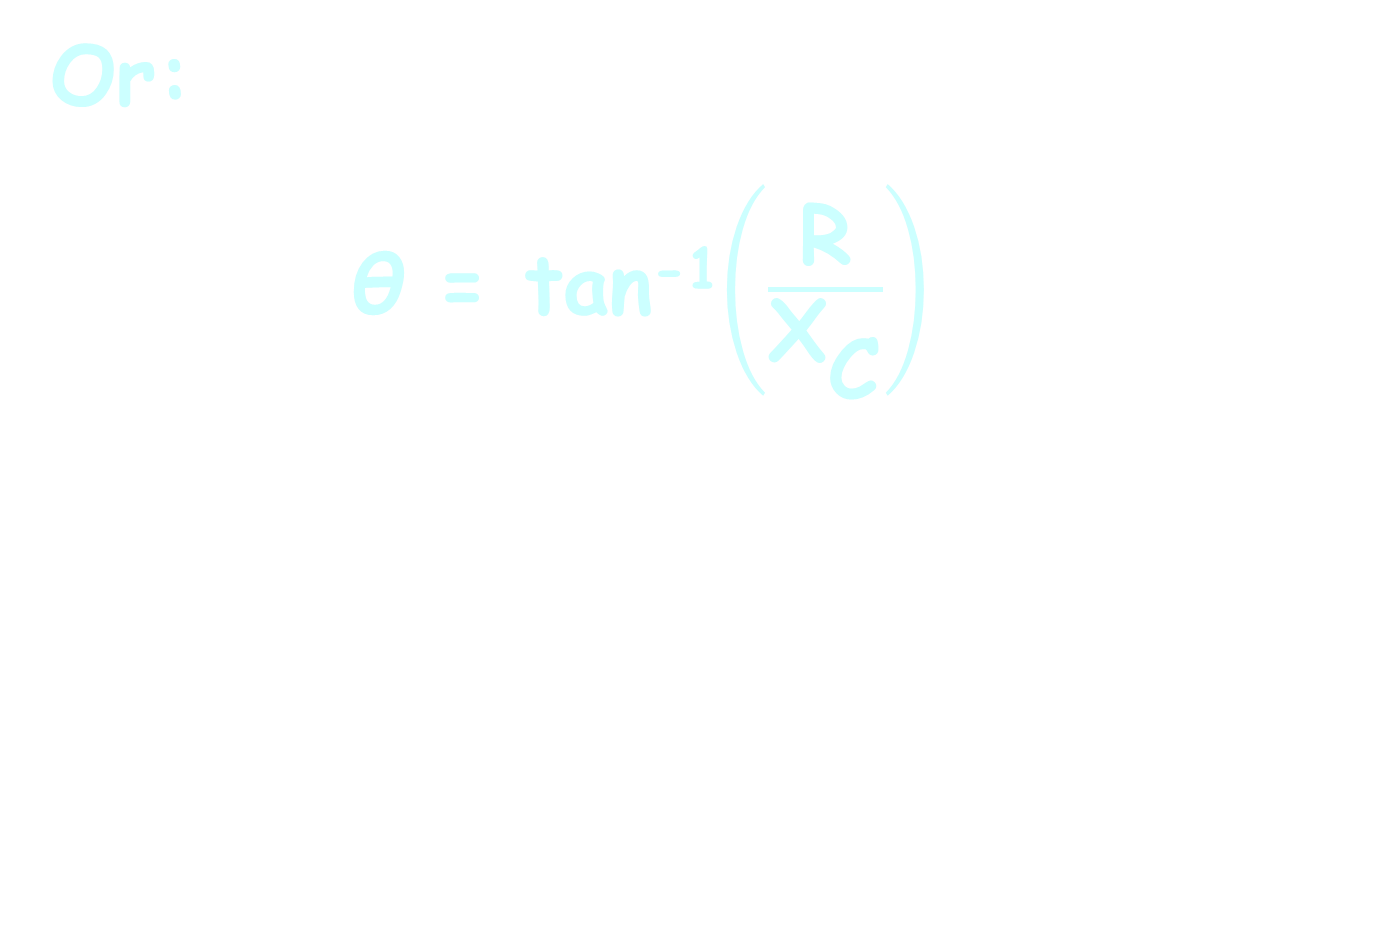 Or:
θ = tan⁻¹(R/X_C)